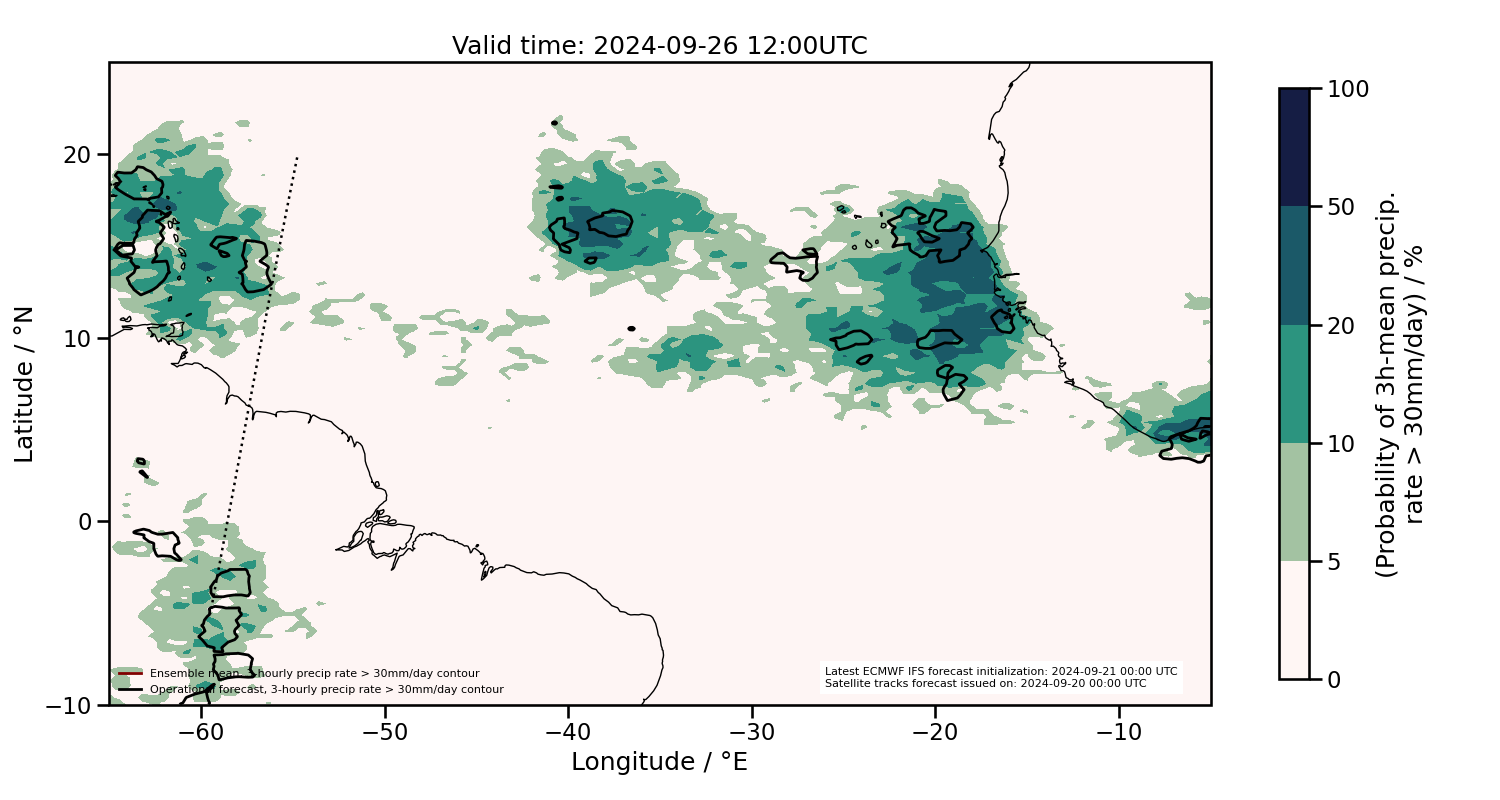 Valid time: 2024-09-26 12:00UTC
Latitude / °N
20
10
0
−10
−60
−50
−40
−30
−20
−10
Longitude / °E
Ensemble mean, 3-hourly precip rate > 30mm/day contour
Operational forecast, 3-hourly precip rate > 30mm/day contour
Latest ECMWF IFS forecast initialization: 2024-09-21 00:00 UTC
Satellite tracks forecast issued on: 2024-09-20 00:00 UTC
100
50
20
10
5
0
(Probability of 3h-mean precip.
rate > 30mm/day) / %